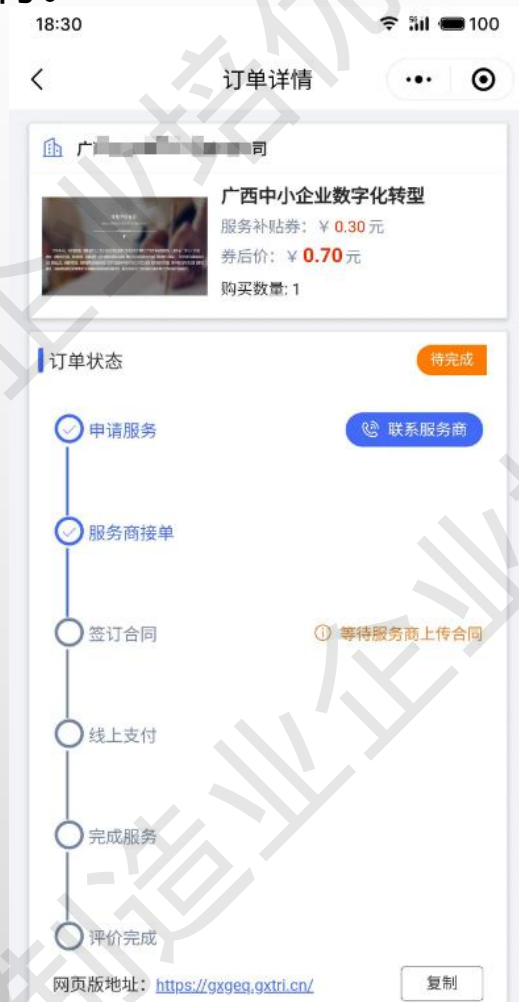 18:30
100
订单详情
广
司
广西中小企业数字化转型
服务补贴券：￥0.30元
券后价：￥0.70元
购买数量: 1
订单状态
待完成
申请服务
联系服务商
服务商接单
签订合同
等待服务商上传合同
线上支付
完成服务
评价完成
网页版地址：https://gxgeq.gxtri.cn/
复制